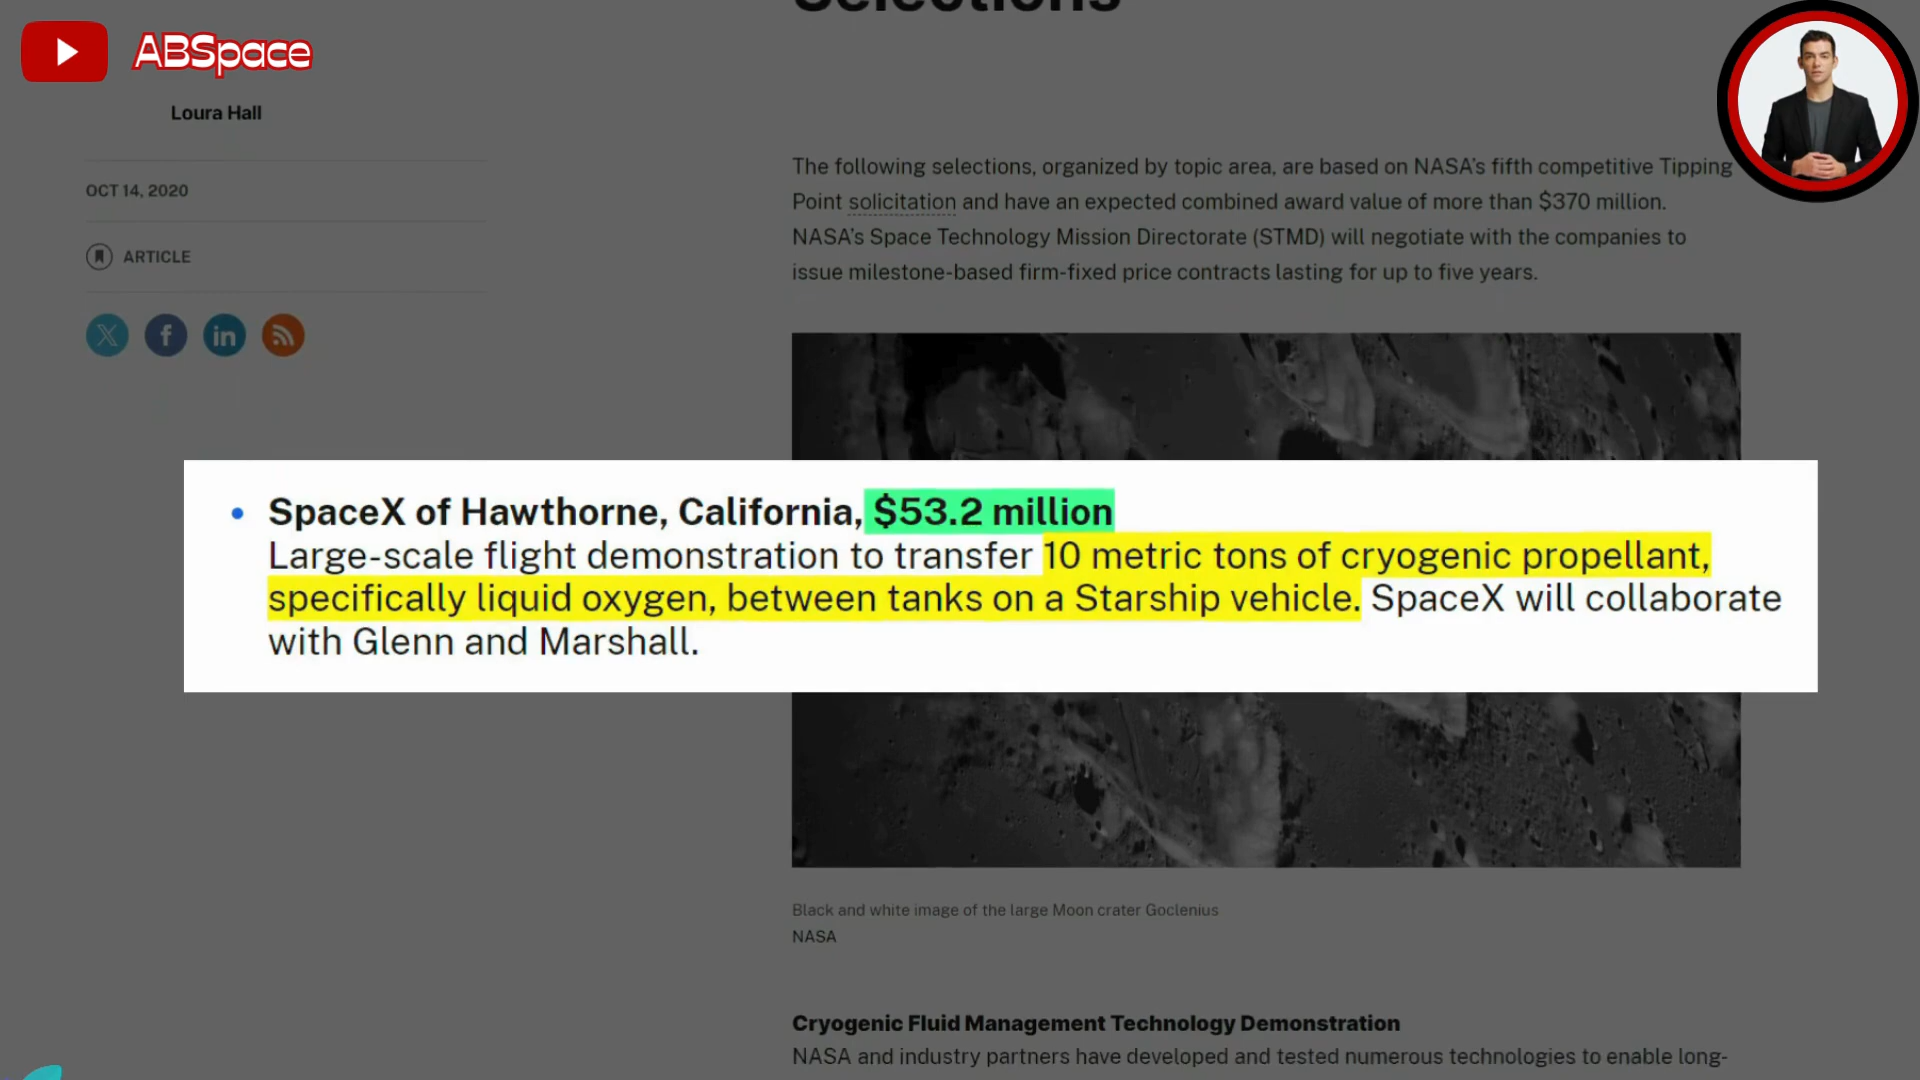 Selections
ABSpace
Loura Hall
OCT 14, 2020
ARTICLE
The following selections, organized by topic area, are based on NASA's fifth competitive Tipping
Point solicitation and have an expected combined award value of more than $370 million.
NASA's Space Technology Mission Directorate (STMD) will negotiate with the companies to
issue milestone-based firm-fixed price contracts lasting for up to five years.
• SpaceX of Hawthorne, California, $53.2 million
Large-scale flight demonstration to transfer 10 metric tons of cryogenic propellant,
specifically liquid oxygen, between tanks on a Starship vehicle. SpaceX will collaborate
with Glenn and Marshall.
Black and white image of the large Moon crater Goclenius
NASA
Cryogenic Fluid Management Technology Demonstration
NASA and industry partners have developed and tested numerous technologies to enable long-